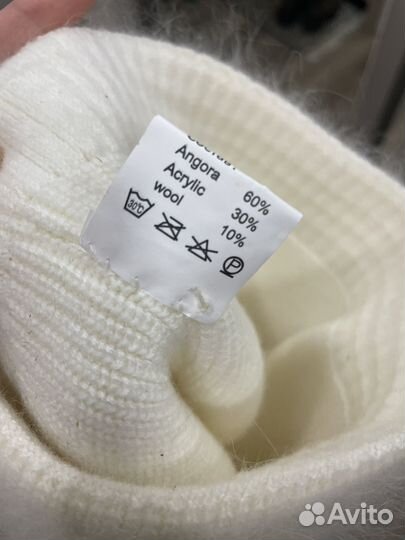 Angora 60%
Acrylic 30%
wool 10%
30°C
P
Avito